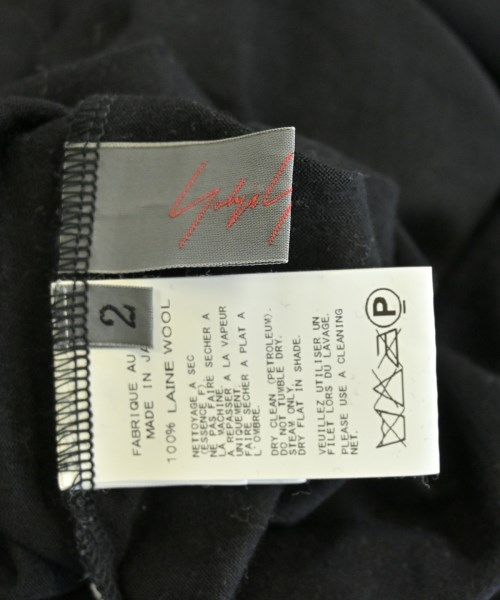 2
FABRIQUE AU
MADE IN JA
100% LAINE WOOL
NETTOYAGE A SEC
(ESSENCE F)
NE PAS FAIRE SECHER A
LA MACHINE
A REPASSER A LA VAPEUR
UNIQUEMENT
FAIRE SECHER A PLAT A
L'OMBRE.
DRY CLEAN (PETROLEUM).
DO NOT TUMBLE DRY.
STEAM ONLY.
DRY FLAT IN SHADE.
VEUILLEZ UTILISER UN
FILET LORS DU LAVAGE.
PLEASE USE A CLEANING
NET.
P